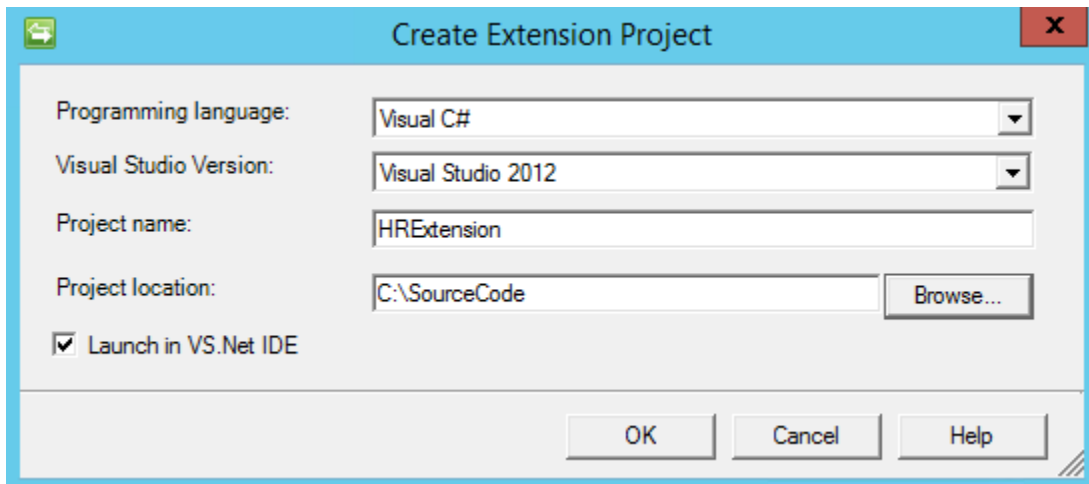 Create Extension Project
x
Programming language: Visual C#
Visual Studio Version: Visual Studio 2012
Project name: HRExtension
Project location: C:\SourceCode Browse...
Launch in VS.Net IDE
OK Cancel Help